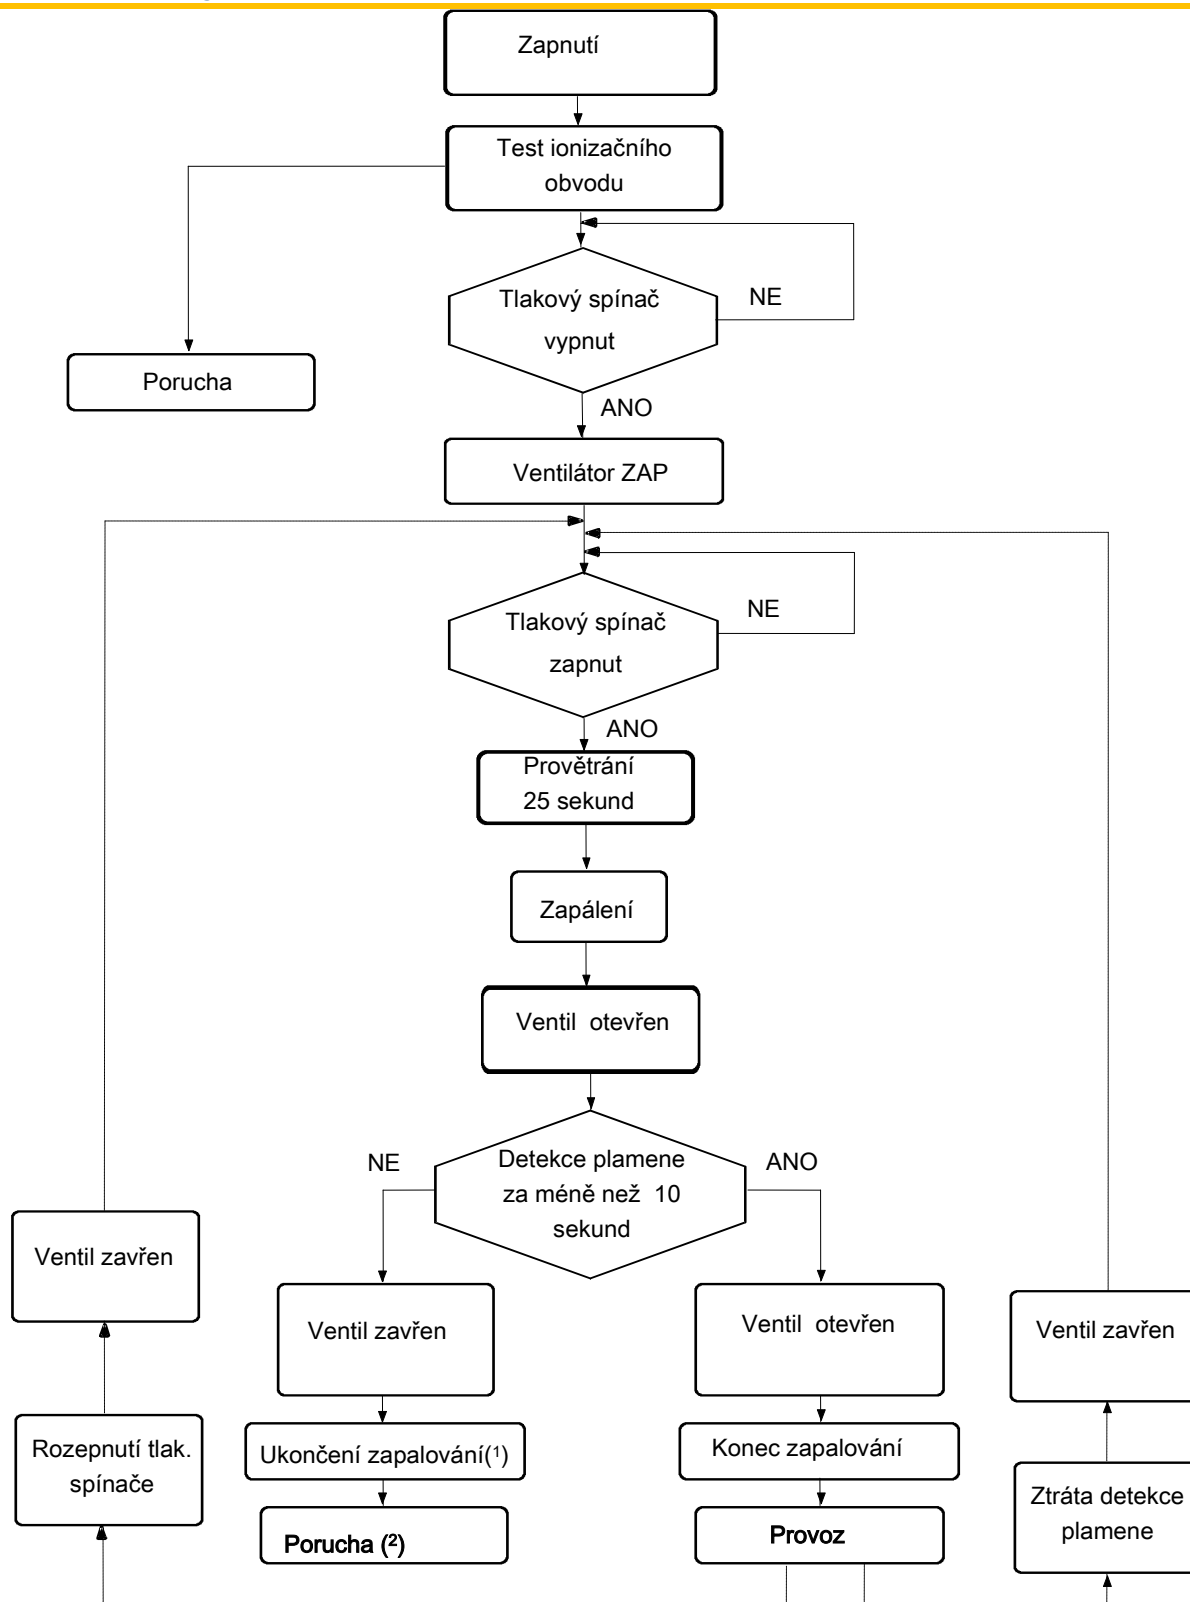 Zapnutí
Test ionizačního
obvodu
Tlakový spínač
vypnut
NE
Porucha
ANO
Ventilátor ZAP
Tlakový spínač
zapnut
NE
ANO
Provětrání
25 sekund
Zapálení
Ventil otevřen
NE
Detekce plamene
za méně než 10
sekund
ANO
Ventil zavřen
Ventil zavřen
Ventil otevřen
Ventil zavřen
Rozepnutí tlak.
spínače
Ukončení zapalování(1)
Konec zapalování
Ztráta detekce
plamene
Porucha (2)
Provoz